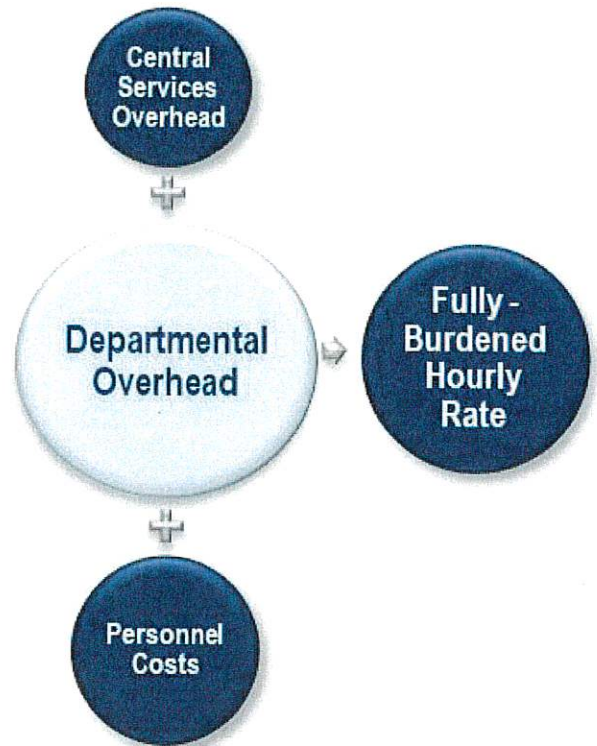 Central
Services
Overhead
+
Departmental
Overhead
Fully-
Burdened
Hourly
Rate
+
Personnel
Costs